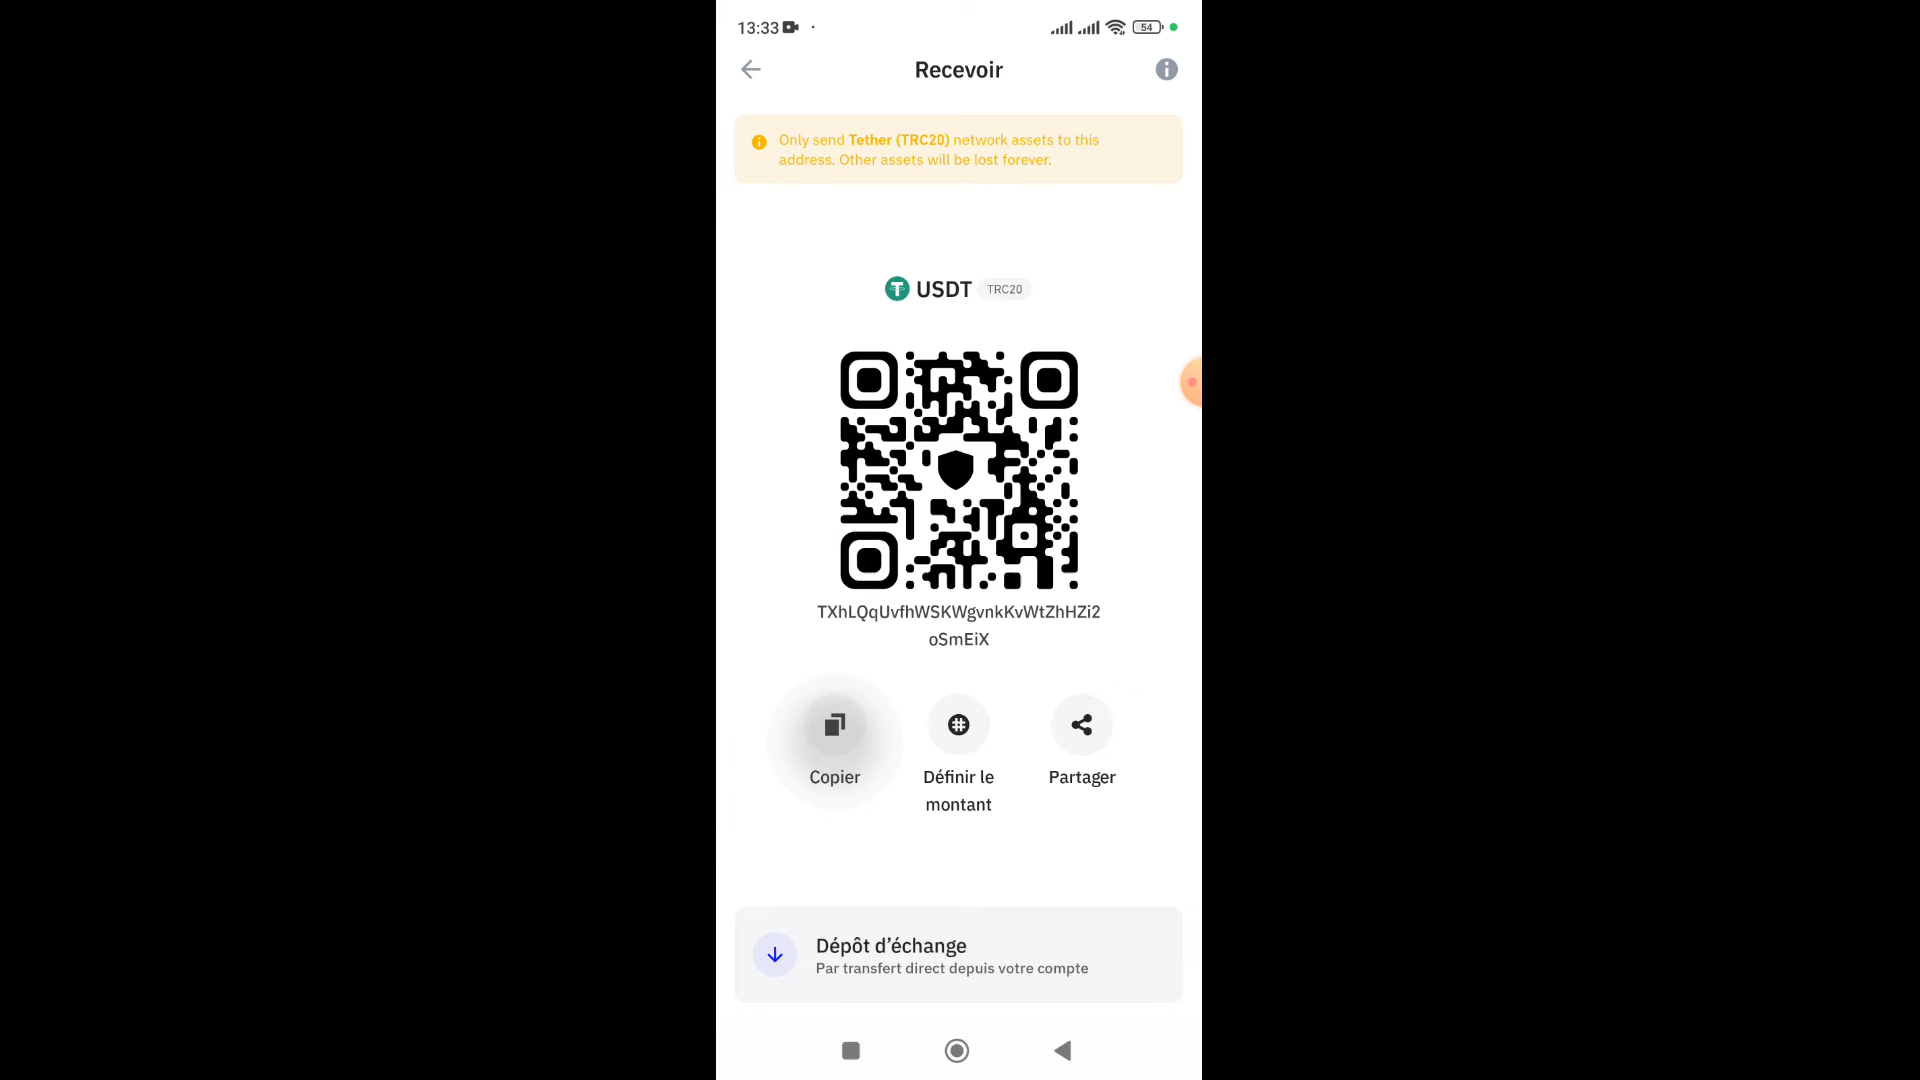 13:33
54
Recevoir
Only send Tether (TRC20) network assets to this
address. Other assets will be lost forever.
USDT TRC20
TXhLQqUvfhWSKWgvnkKvWtZhHZi2
oSmEiX
Copier
Définir le
montant
Partager
Dépôt d’échange
Par transfert direct depuis votre compte